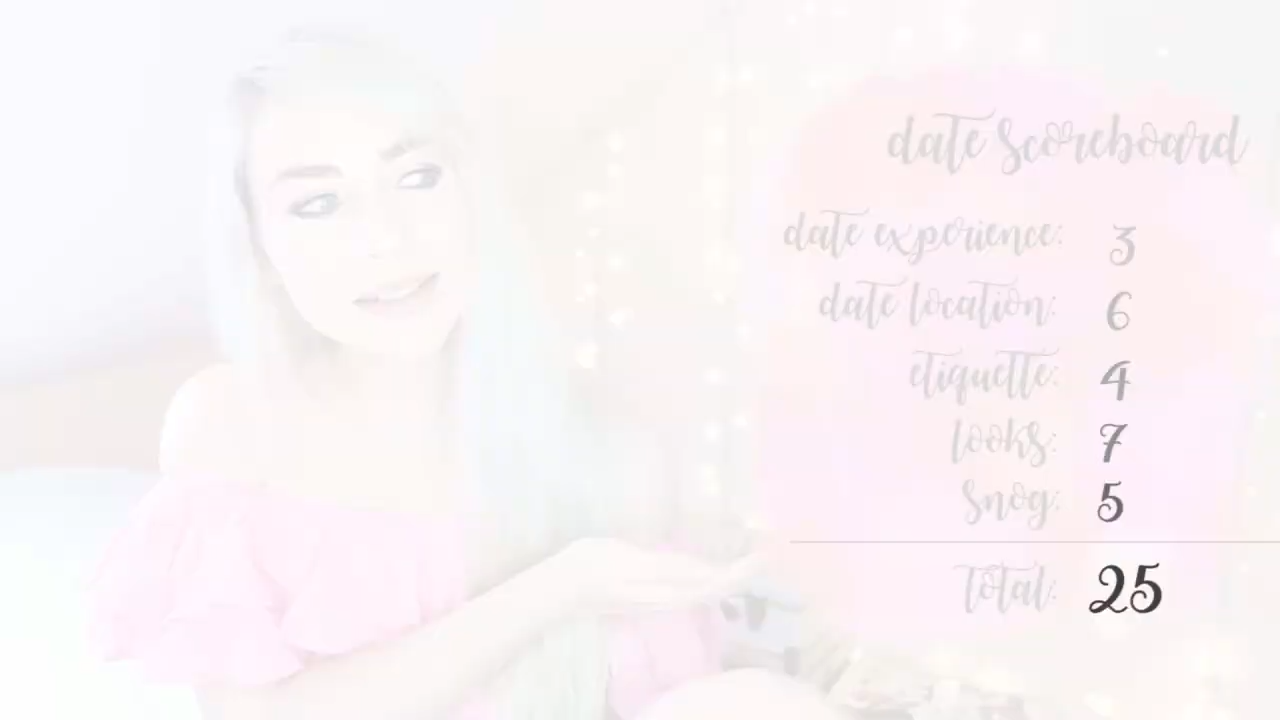 date scoreboard
date experience: 3
date location: 6
etiquette: 4
looks: 7
snog: 5
total: 25